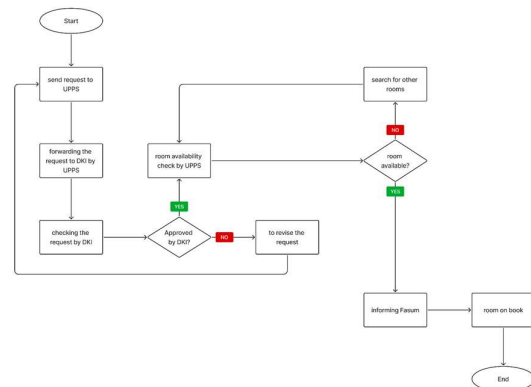 Start
send request to
UPPS
forwarding the
request to DKI by
UPPS
checking the
request by DKI
Approved
by DKI?
YES
NO
to revise the
request
room availability
check by UPPS
room
available?
NO
search for other
rooms
YES
informing Fasum
room on book
End